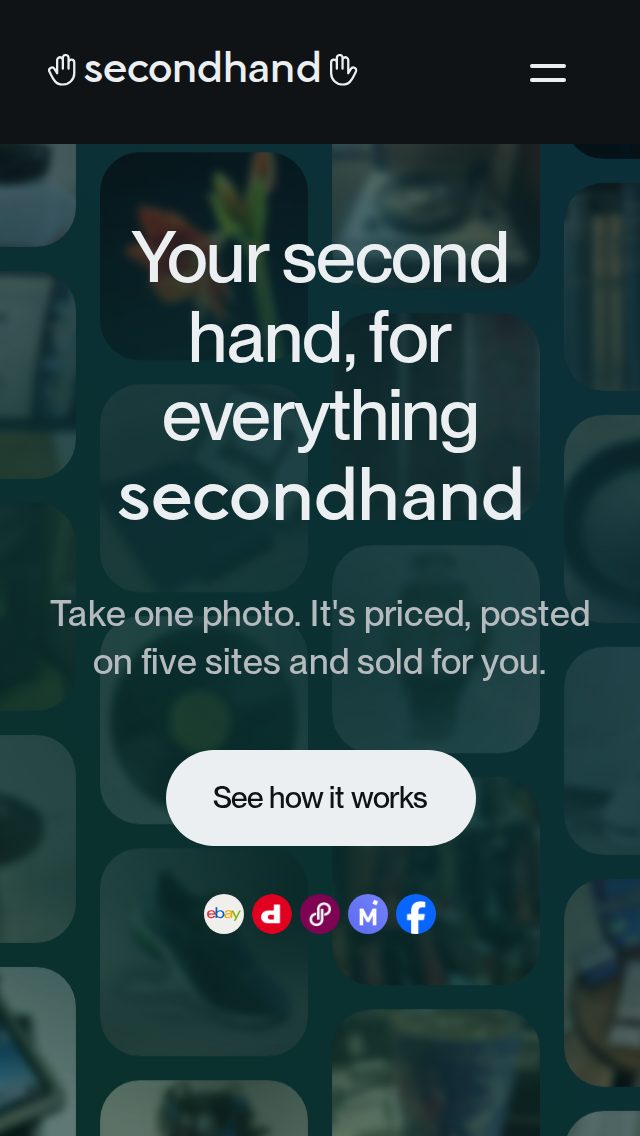 secondhand
Your second
hand, for
everything
secondhand
Take one photo. It's priced, posted
on five sites and sold for you.
See how it works
ebay